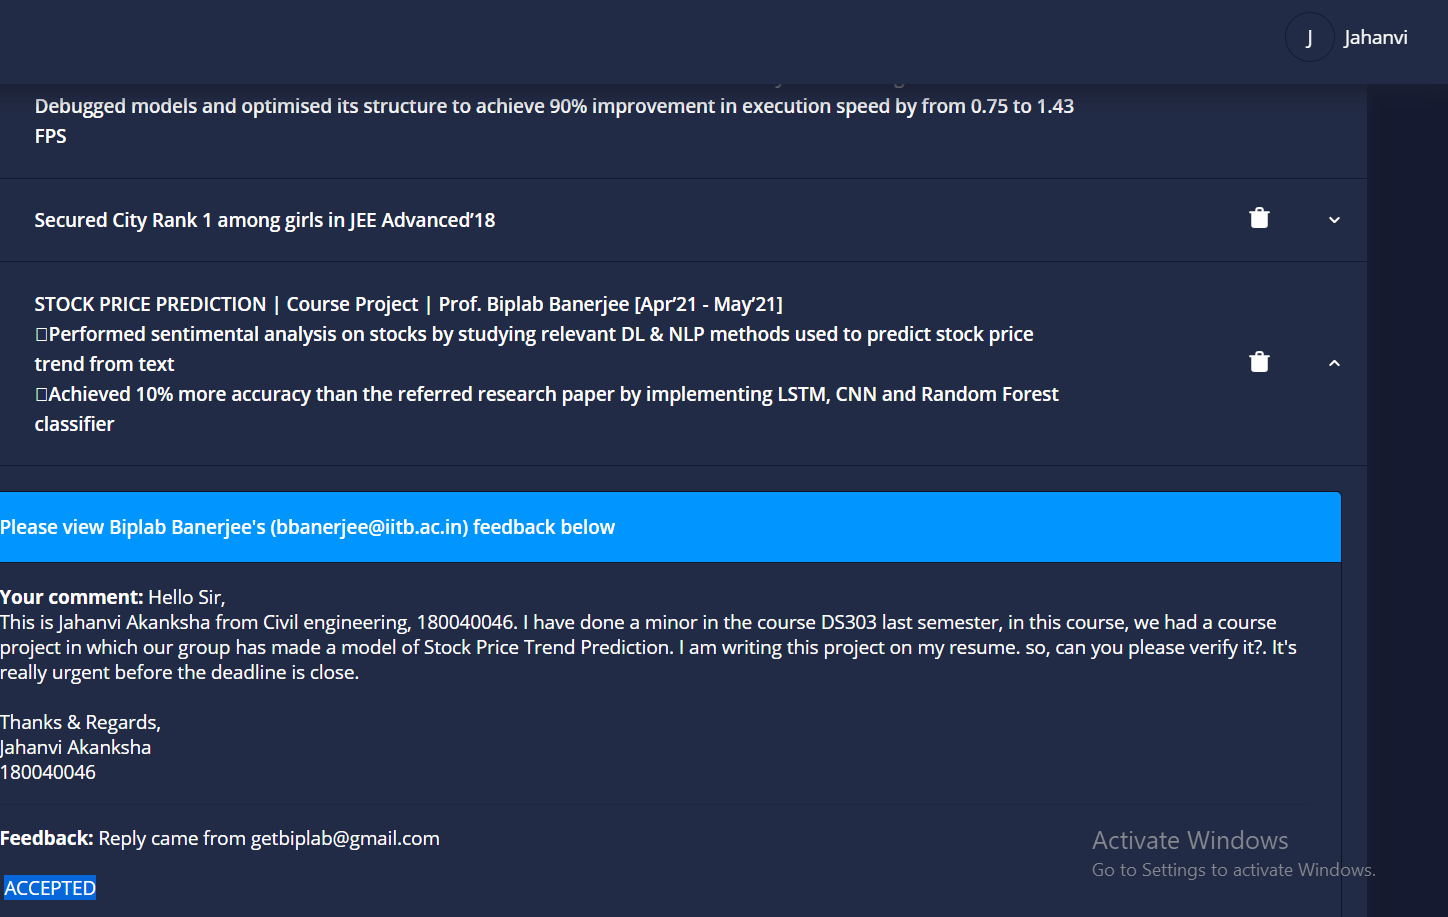 J Jahanvi
Debugged models and optimised its structure to achieve 90% improvement in execution speed by from 0.75 to 1.43
FPS
Secured City Rank 1 among girls in JEE Advanced’18
STOCK PRICE PREDICTION | Course Project | Prof. Biplab Banerjee [Apr’21 - May’21]
Performed sentimental analysis on stocks by studying relevant DL & NLP methods used to predict stock price
trend from text
Achieved 10% more accuracy than the referred research paper by implementing LSTM, CNN and Random Forest
classifier
Please view Biplab Banerjee's (bbanerjee@iitb.ac.in) feedback below
Your comment: Hello Sir,
This is Jahanvi Akanksha from Civil engineering, 180040046. I have done a minor in the course DS303 last semester, in this course, we had a course
project in which our group has made a model of Stock Price Trend Prediction. I am writing this project on my resume. so, can you please verify it?. It's
really urgent before the deadline is close.
Thanks & Regards,
Jahanvi Akanksha
180040046
Feedback: Reply came from getbiplab@gmail.com
ACCEPTED
Activate Windows
Go to Settings to activate Windows.